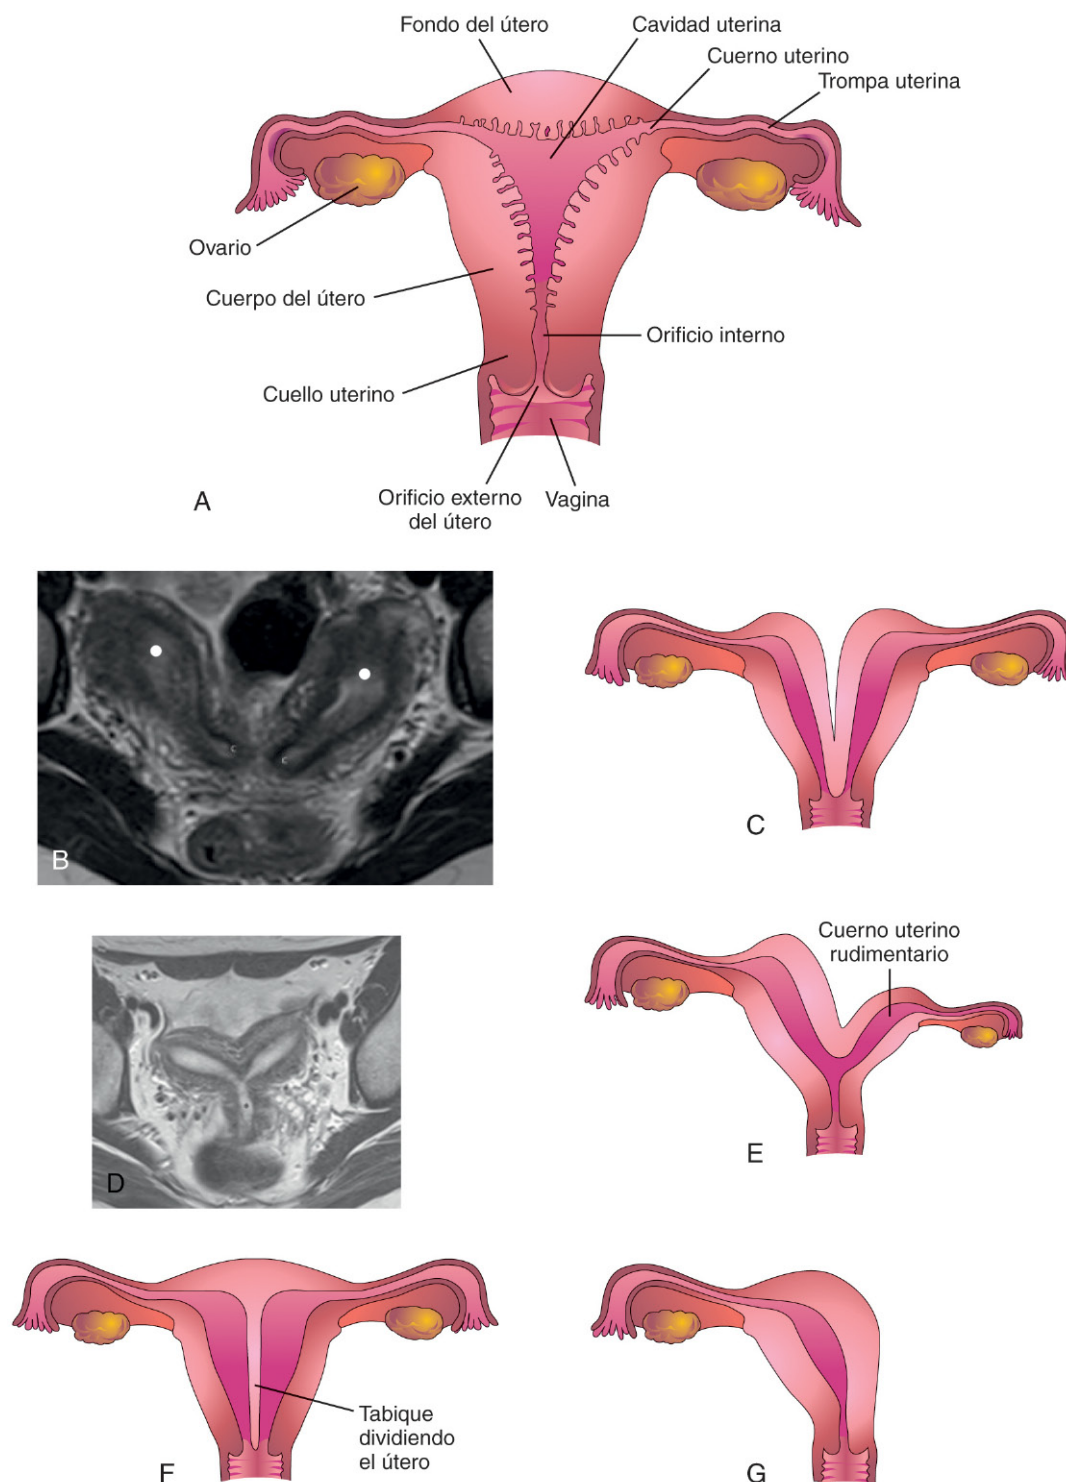 Fondo del útero
Cavidad uterina
Cuerno uterino
Trompa uterina
Ovario
Cuerpo del útero
Orificio interno
Cuello uterino
Orificio externo
del útero
Vagina
A
B
c
c
C
D
Cuerno uterino
rudimentario
E
Tabique
dividiendo
el útero
F
G